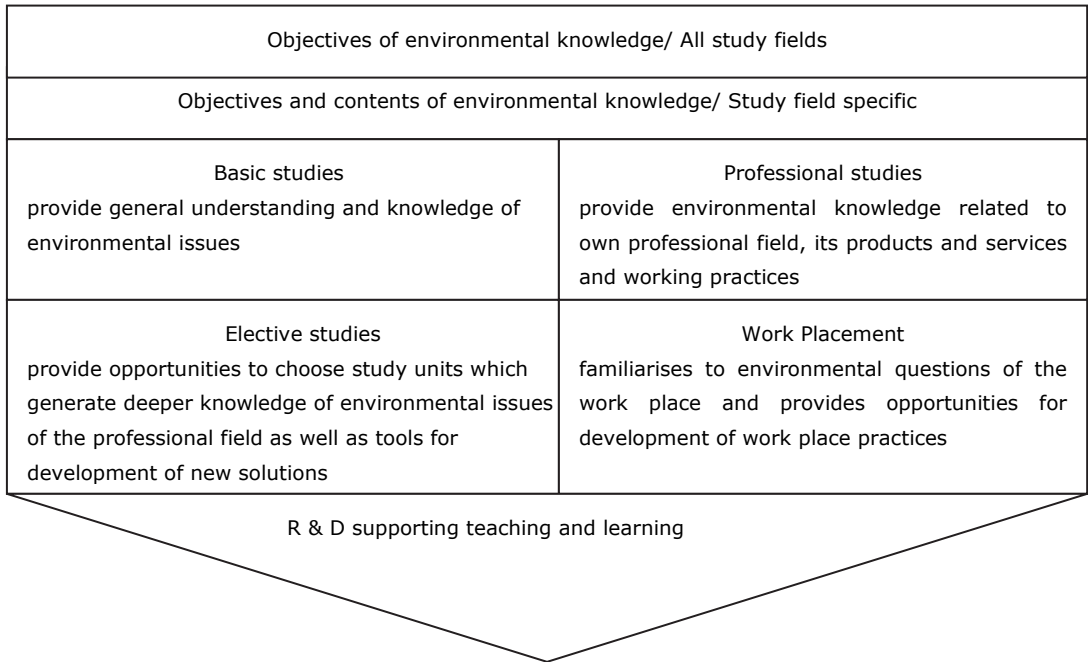 Objectives of environmental knowledge/ All study fields
Objectives and contents of environmental knowledge/ Study field specific
Basic studies
provide general understanding and knowledge of
environmental issues
Professional studies
provide environmental knowledge related to
own professional field, its products and services
and working practices
Elective studies
provide opportunities to choose study units which
generate deeper knowledge of environmental issues
of the professional field as well as tools for
development of new solutions
Work Placement
familiarises to environmental questions of the
work place and provides opportunities for
development of work place practices
R & D supporting teaching and learning